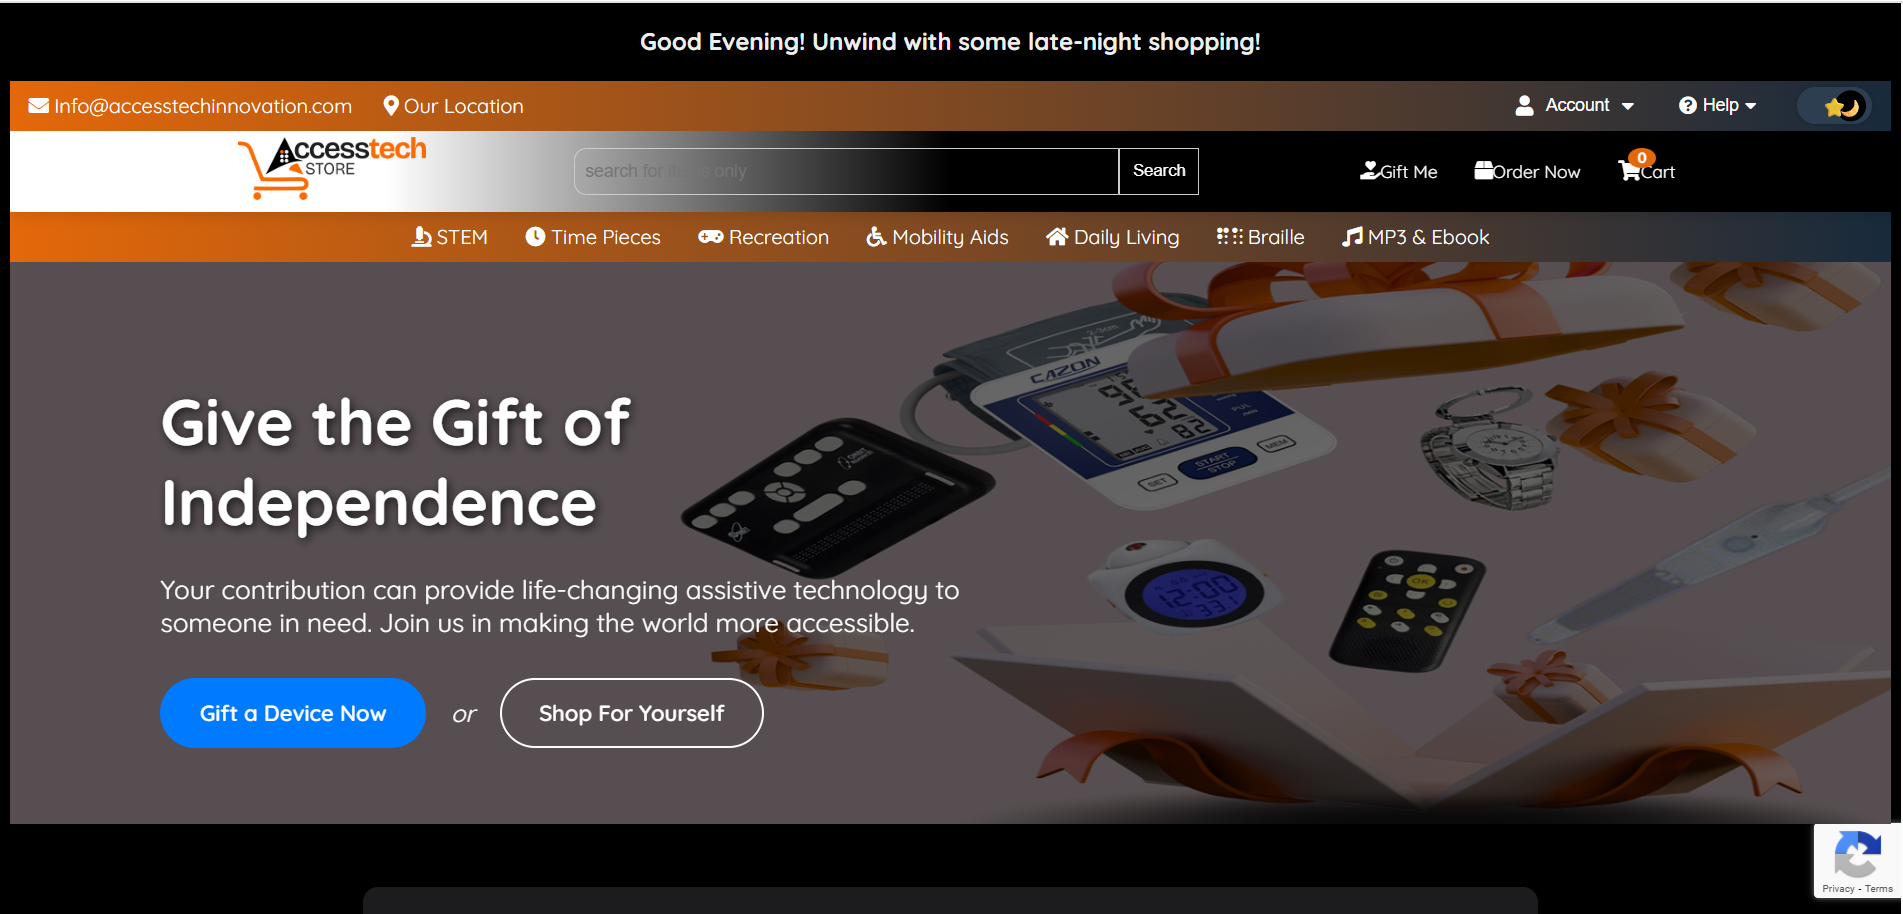 Good Evening! Unwind with some late-night shopping!
Info@accesstechinnovation.com
Our Location
Account
Help
Accesstech
STORE
search for items only
Search
Gift Me
Order Now
0
Cart
STEM
Time Pieces
Recreation
Mobility Aids
Daily Living
Braille
MP3 & Ebook
Give the Gift of
Independence
Your contribution can provide life-changing assistive technology to
someone in need. Join us in making the world more accessible.
Gift a Device Now
or
Shop For Yourself
CAZON
START
STOP
SET
MEM
12:00
OK
Privacy - Terms